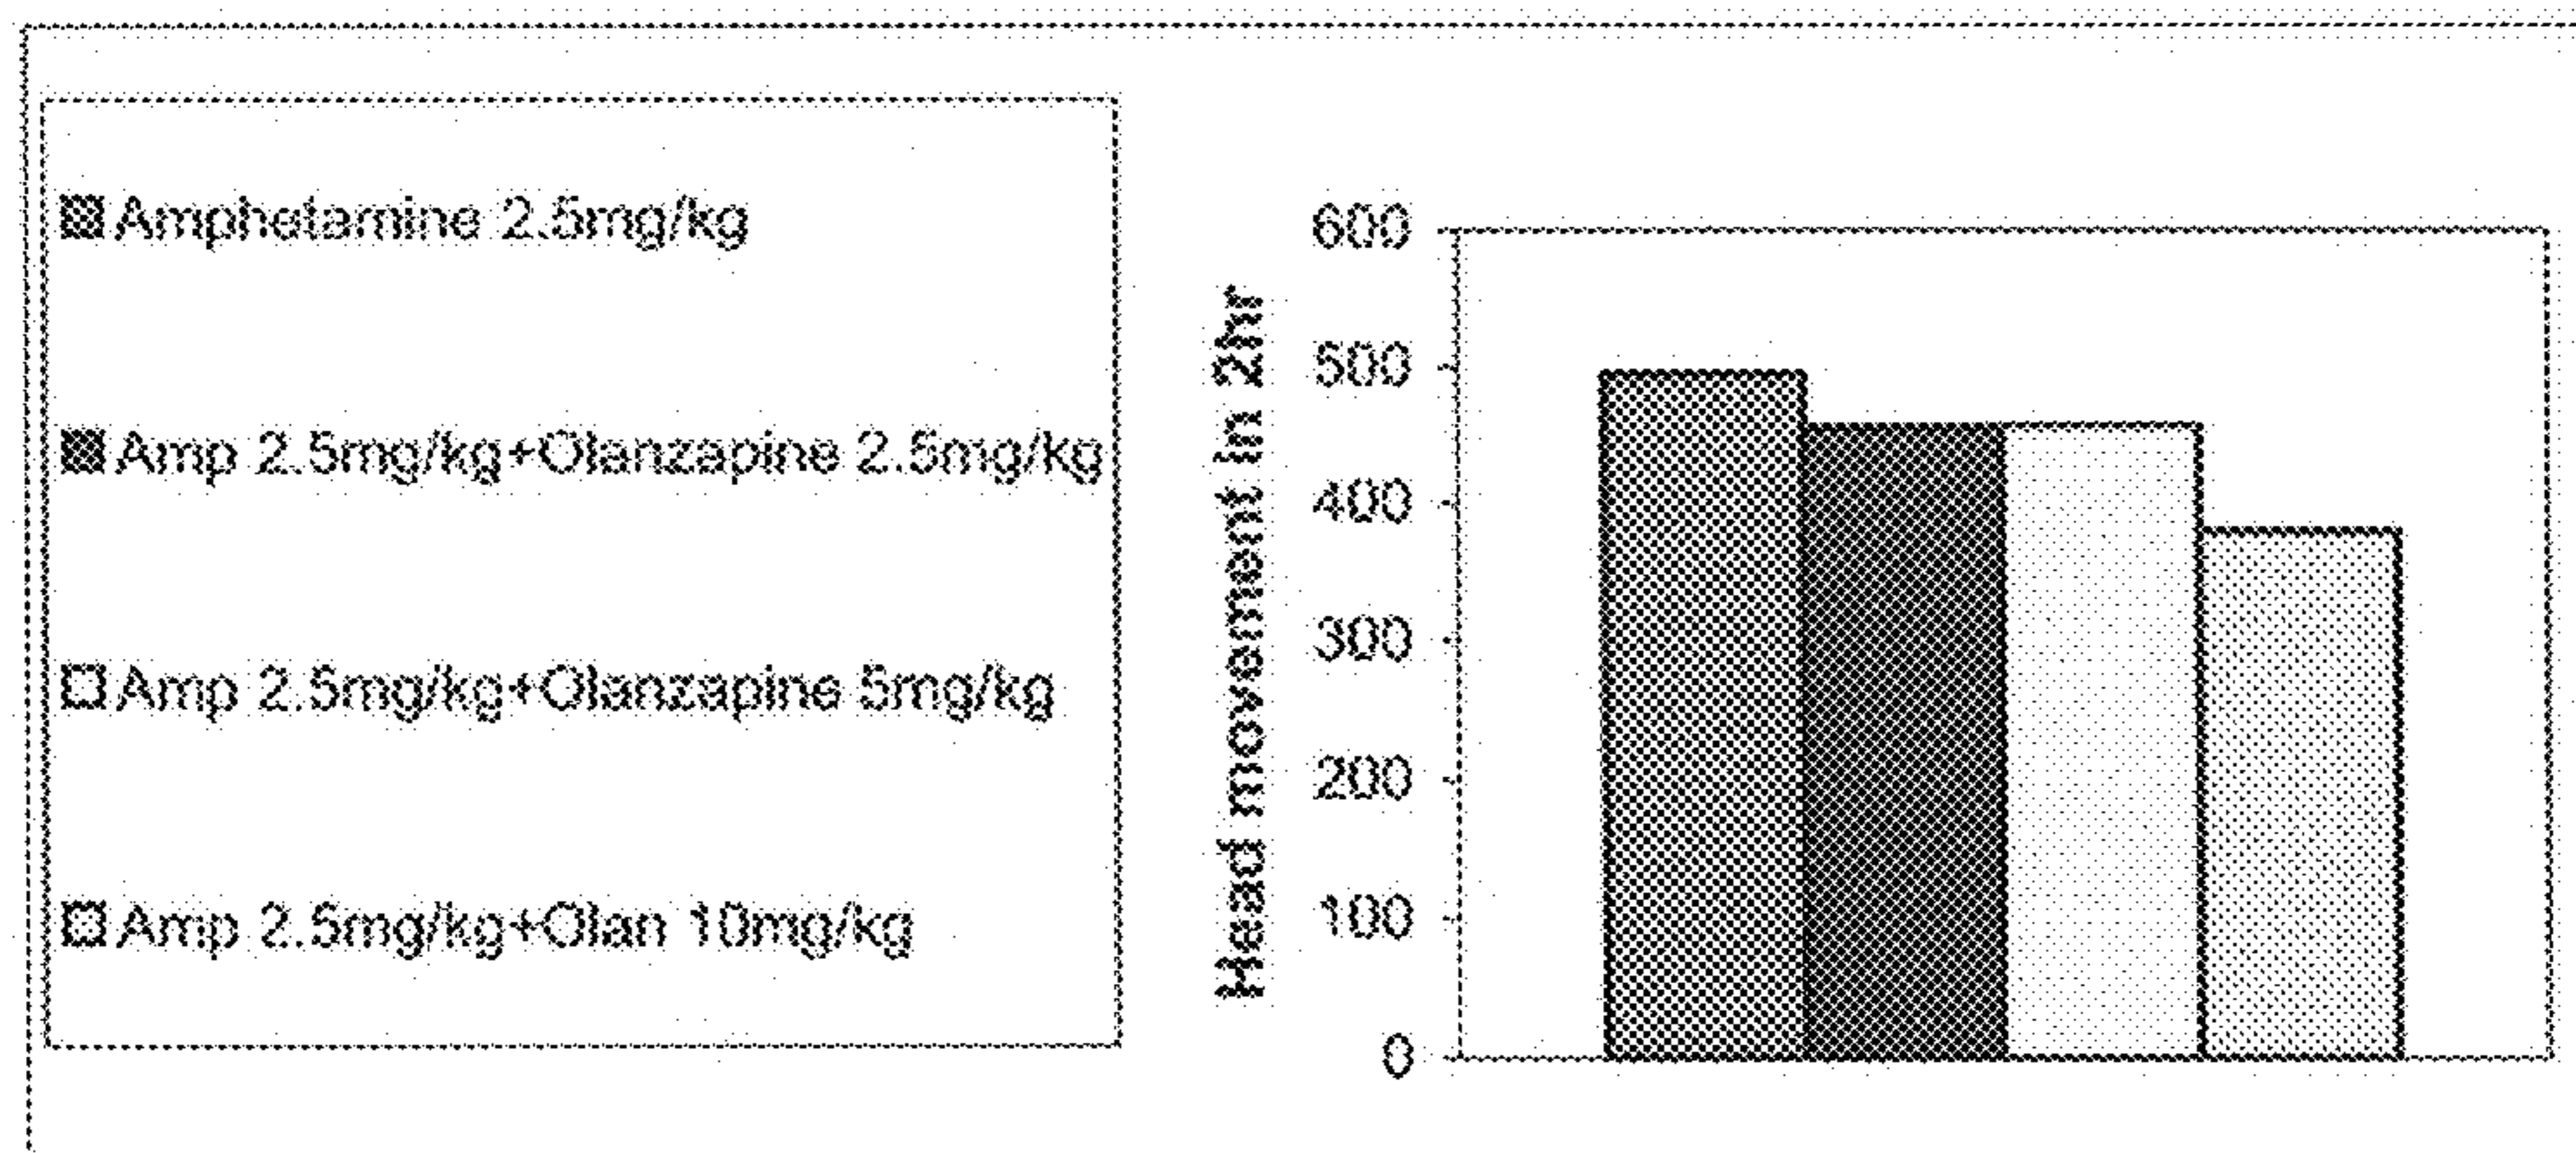 Amphetamine 2.5mg/kg
Amp 2.5mg/kg+Olanzapine 2.5mg/kg
Amp 2.5mg/kg+Olanzapine 5mg/kg
Amp 2.5mg/kg+Olan 10mg/kg
Head movement in 2hr
600
500
400
300
200
100
0